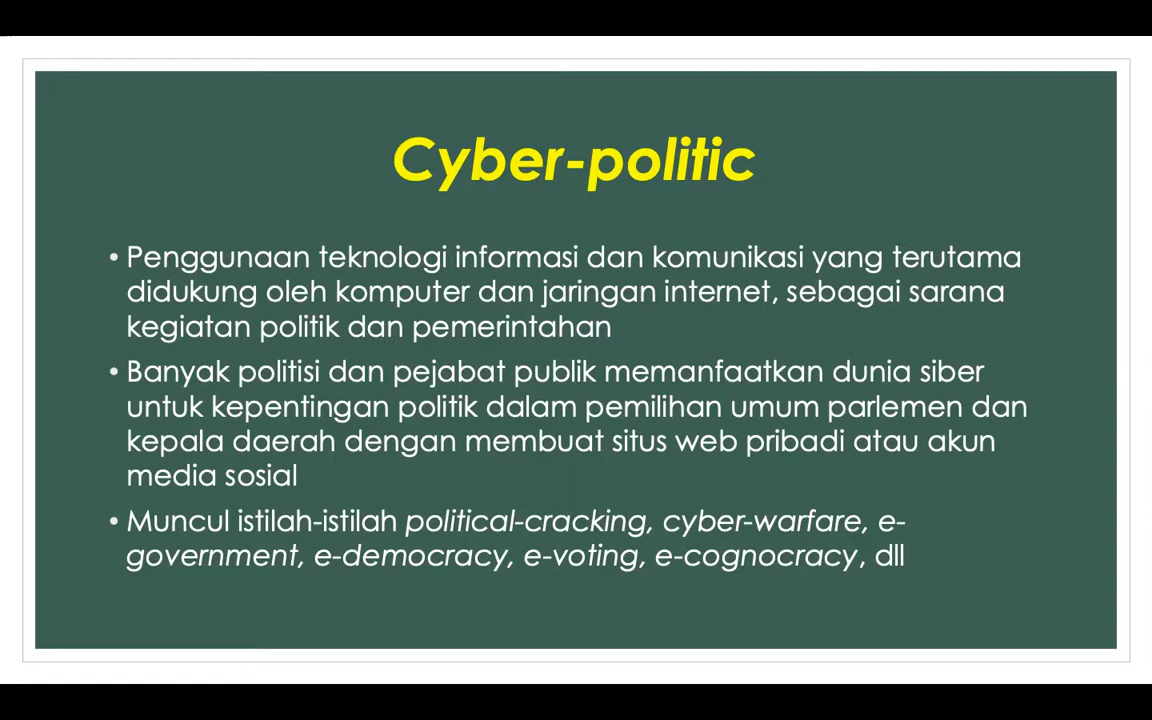 Cyber-politic
• Penggunaan teknologi informasi dan komunikasi yang terutama
didukung oleh komputer dan jaringan internet, sebagai sarana
kegiatan politik dan pemerintahan
• Banyak politisi dan pejabat publik memanfaatkan dunia siber
untuk kepentingan politik dalam pemilihan umum parlemen dan
kepala daerah dengan membuat situs web pribadi atau akun
media sosial
• Muncul istilah-istilah political-cracking, cyber-warfare, e-
government, e-democracy, e-voting, e-cognocracy, dll